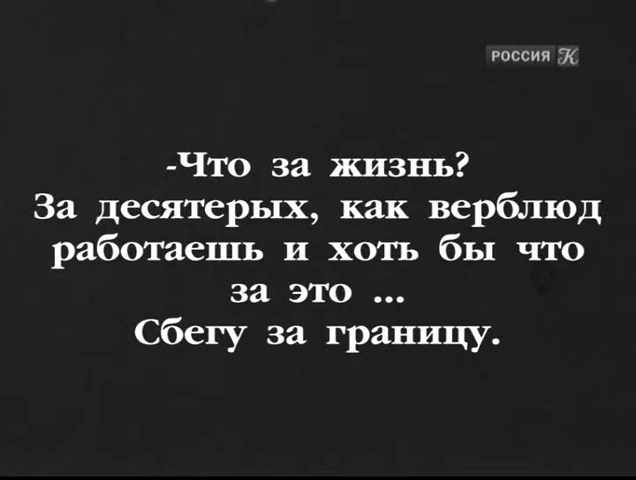 РОССИЯ К
-Что за жизнь?
За десятерых, как верблюд
работаешь и хоть бы что
за это ...
Сбегу за границу.